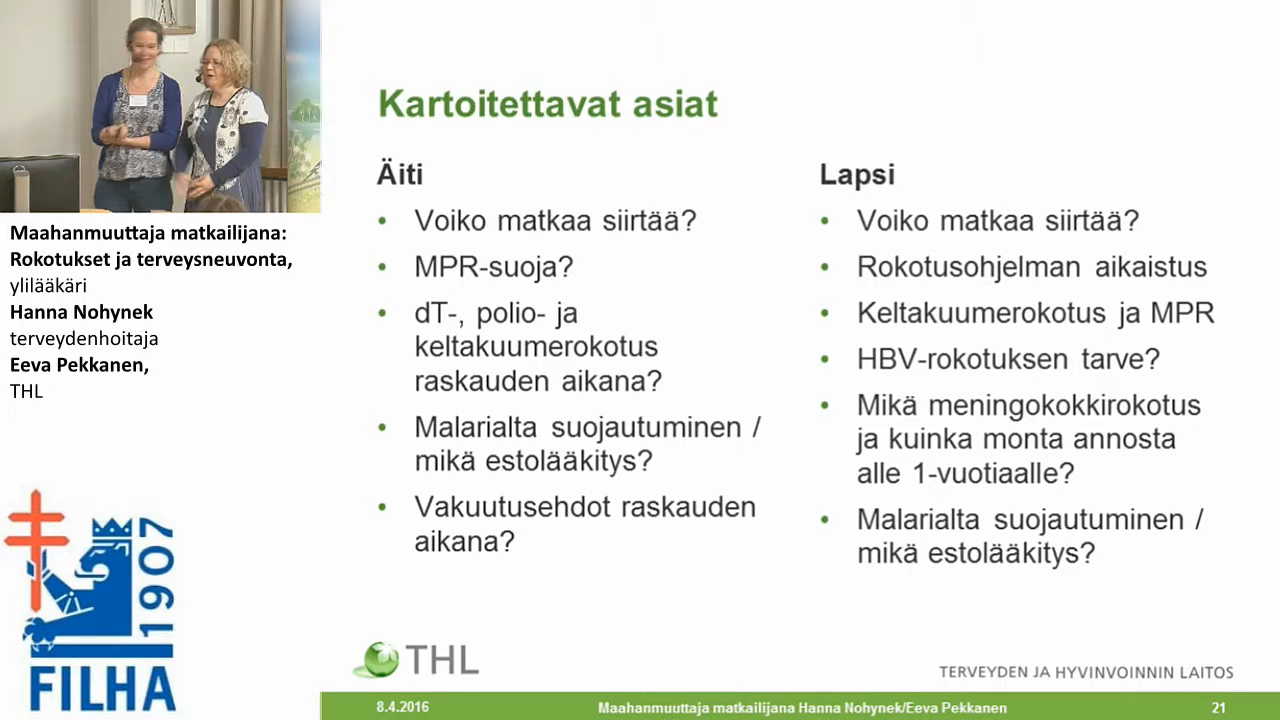 Maahanmuuttaja matkailijana:
Rokotukset ja terveysneuvonta,
ylilääkäri
Hanna Nohynek
terveydenhoitaja
Eeva Pekkanen,
THL
1907
FILHA
Kartoitettavat asiat
Äiti
• Voiko matkaa siirtää?
• MPR-suoja?
• dT-, polio- ja
keltakuumerokotus
raskauden aikana?
• Malarialta suojautuminen /
mikä estolääkitys?
• Vakuutusehdot raskauden
aikana?
Lapsi
• Voiko matkaa siirtää?
• Rokotusohjelman aikaistus
• Keltakuumerokotus ja MPR
• HBV-rokotuksen tarve?
• Mikä meningokokkirokotus
ja kuinka monta annosta
alle 1-vuotiaalle?
• Malarialta suojautuminen /
mikä estolääkitys?
THL
TERVEYDEN JA HYVINVOINNIN LAITOS
8.4.2016
Maahanmuuttaja matkailijana Hanna Nohynek/Eeva Pekkanen
21